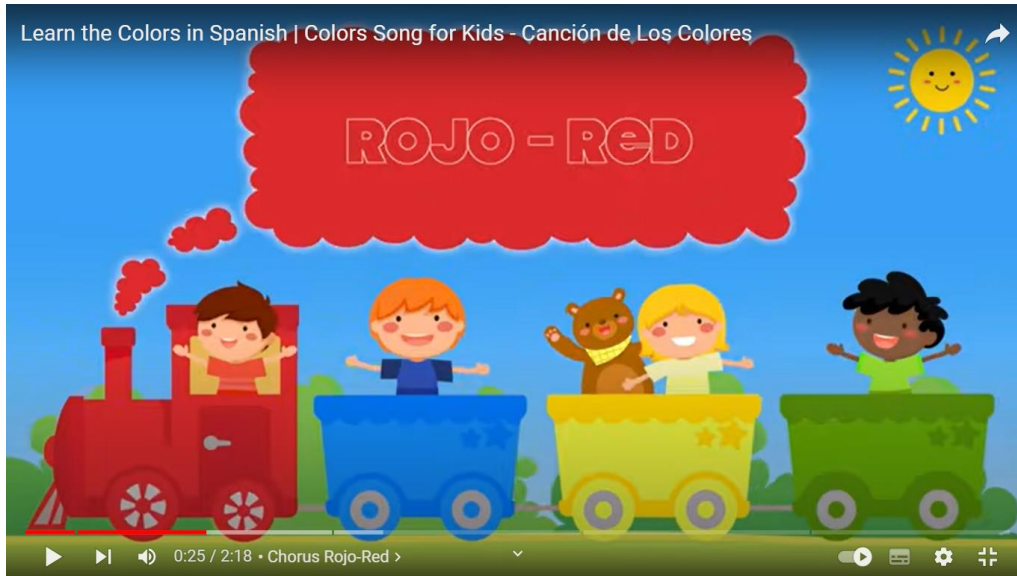 Learn the Colors in Spanish | Colors Song for Kids - Canción de Los Colores
ROJO - ReD
0:25 / 2:18 • Chorus Rojo-Red >